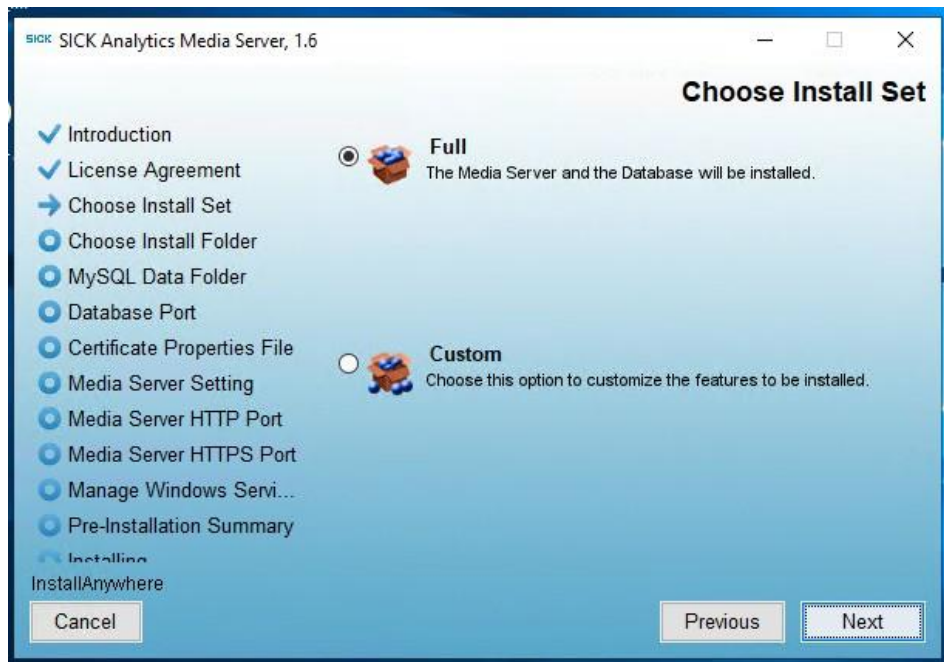 SICK SICK Analytics Media Server, 1.6
Choose Install Set
Introduction
License Agreement
Choose Install Set
Choose Install Folder
MySQL Data Folder
Database Port
Certificate Properties File
Media Server Setting
Media Server HTTP Port
Media Server HTTPS Port
Manage Windows Servi...
Pre-Installation Summary
Installing
Full
The Media Server and the Database will be installed.
Custom
Choose this option to customize the features to be installed.
InstallAnywhere
Cancel
Previous
Next